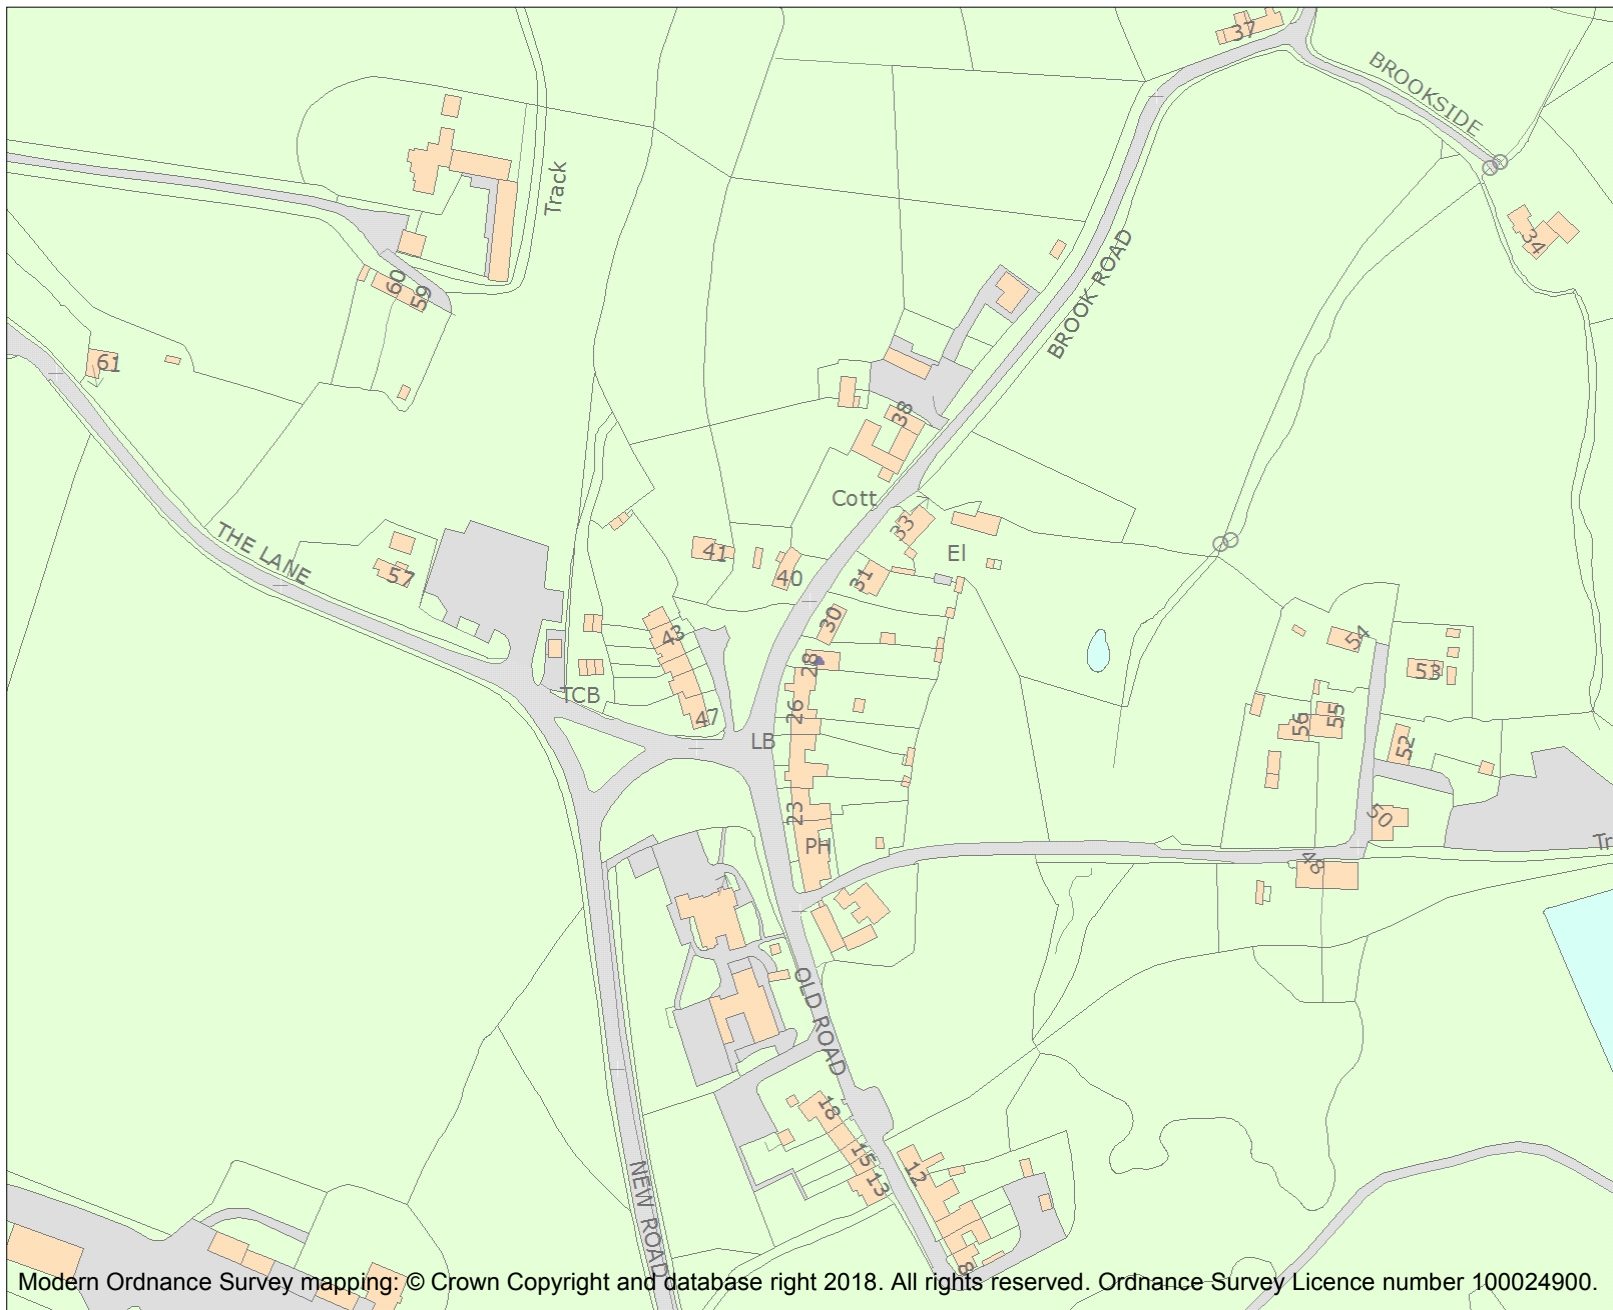 37
BROOKSIDE
Track
34
60
59
BROOK ROAD
61
38
Cott
THE LANE
33
41
El
57
40
31
30
43
54
28
53
TCB
47
26
56
55
LB
52
23
50
PH
48
Tr
OLD ROAD
18
15
13
12
NEW ROAD
8
Modern Ordnance Survey mapping: © Crown Copyright and database right 2018. All rights reserved. Ordnance Survey Licence number 100024900.